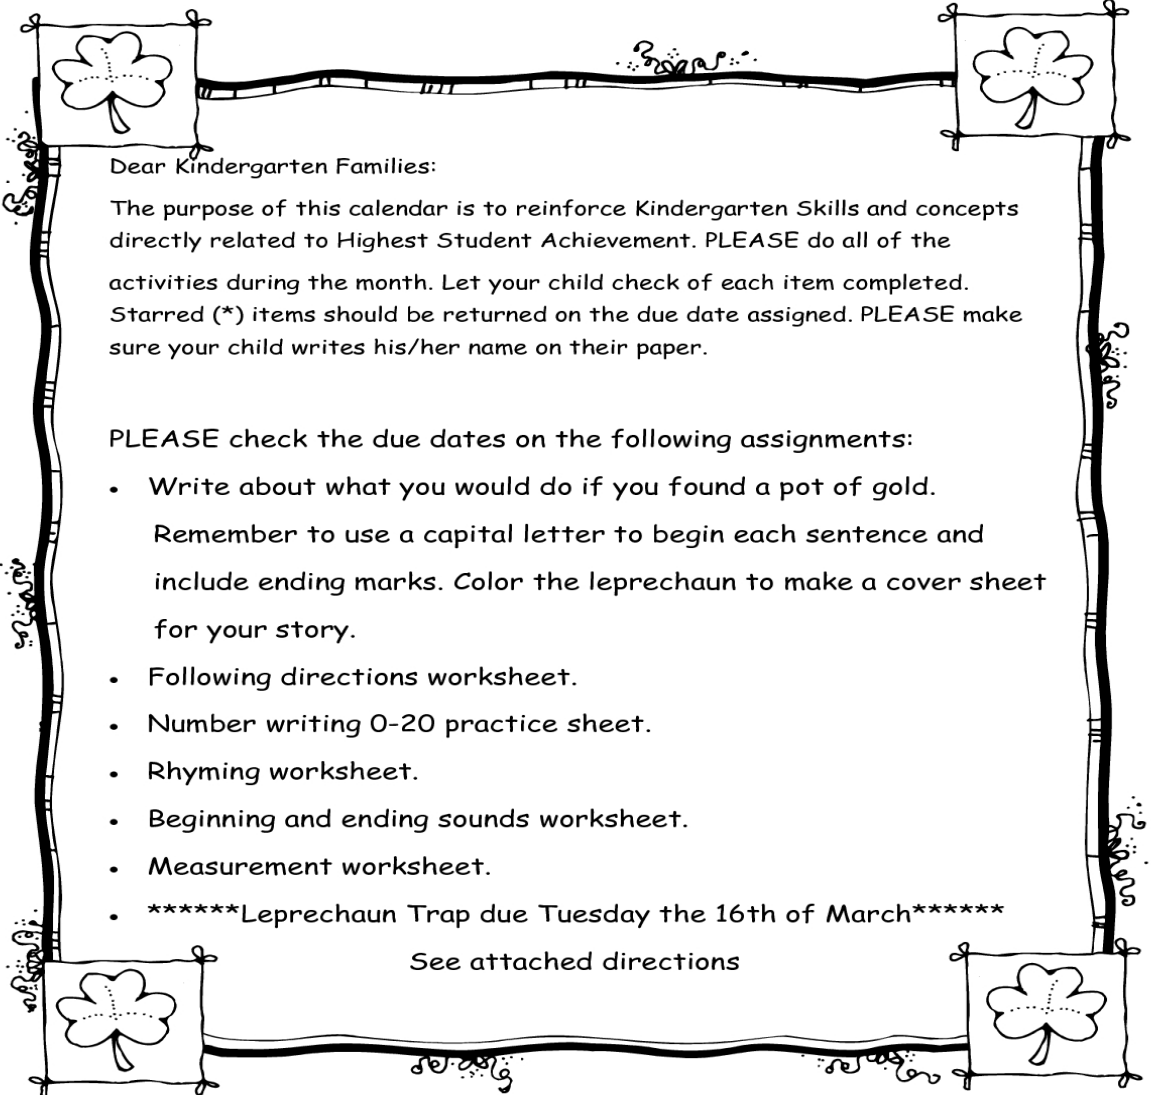 Dear Kindergarten Families:
The purpose of this calendar is to reinforce Kindergarten Skills and concepts
directly related to Highest Student Achievement. PLEASE do all of the
activities during the month. Let your child check of each item completed.
Starred (*) items should be returned on the due date assigned. PLEASE make
sure your child writes his/her name on their paper.
PLEASE check the due dates on the following assignments:
• Write about what you would do if you found a pot of gold.
Remember to use a capital letter to begin each sentence and
include ending marks. Color the leprechaun to make a cover sheet
for your story.
• Following directions worksheet.
• Number writing 0-20 practice sheet.
• Rhyming worksheet.
• Beginning and ending sounds worksheet.
• Measurement worksheet.
• ******Leprechaun Trap due Tuesday the 16th of March******
See attached directions